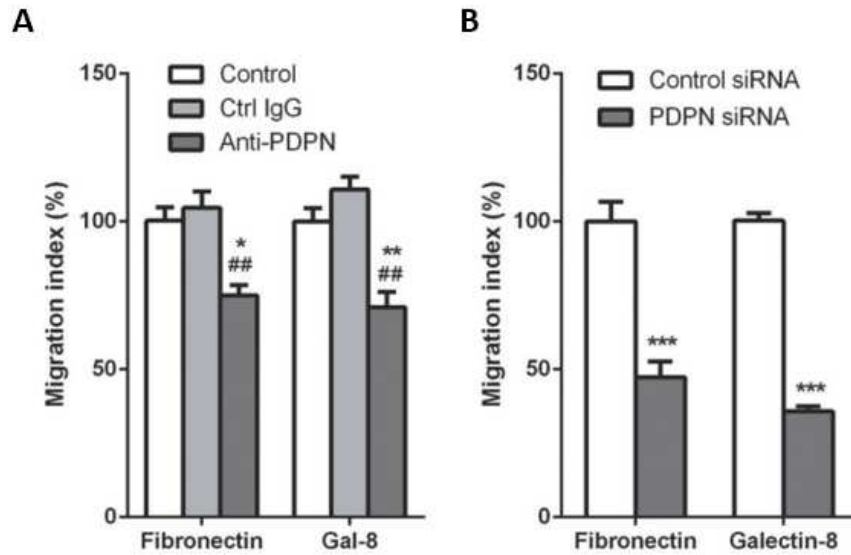 A
150
100
50
0
Migration index (%)
Control
Ctrl IgG
Anti-PDPN
*
##
**
##
Fibronectin
Gal-8
B
150
100
50
0
Migration index (%)
Control siRNA
PDPN siRNA
***
***
Fibronectin
Galectin-8